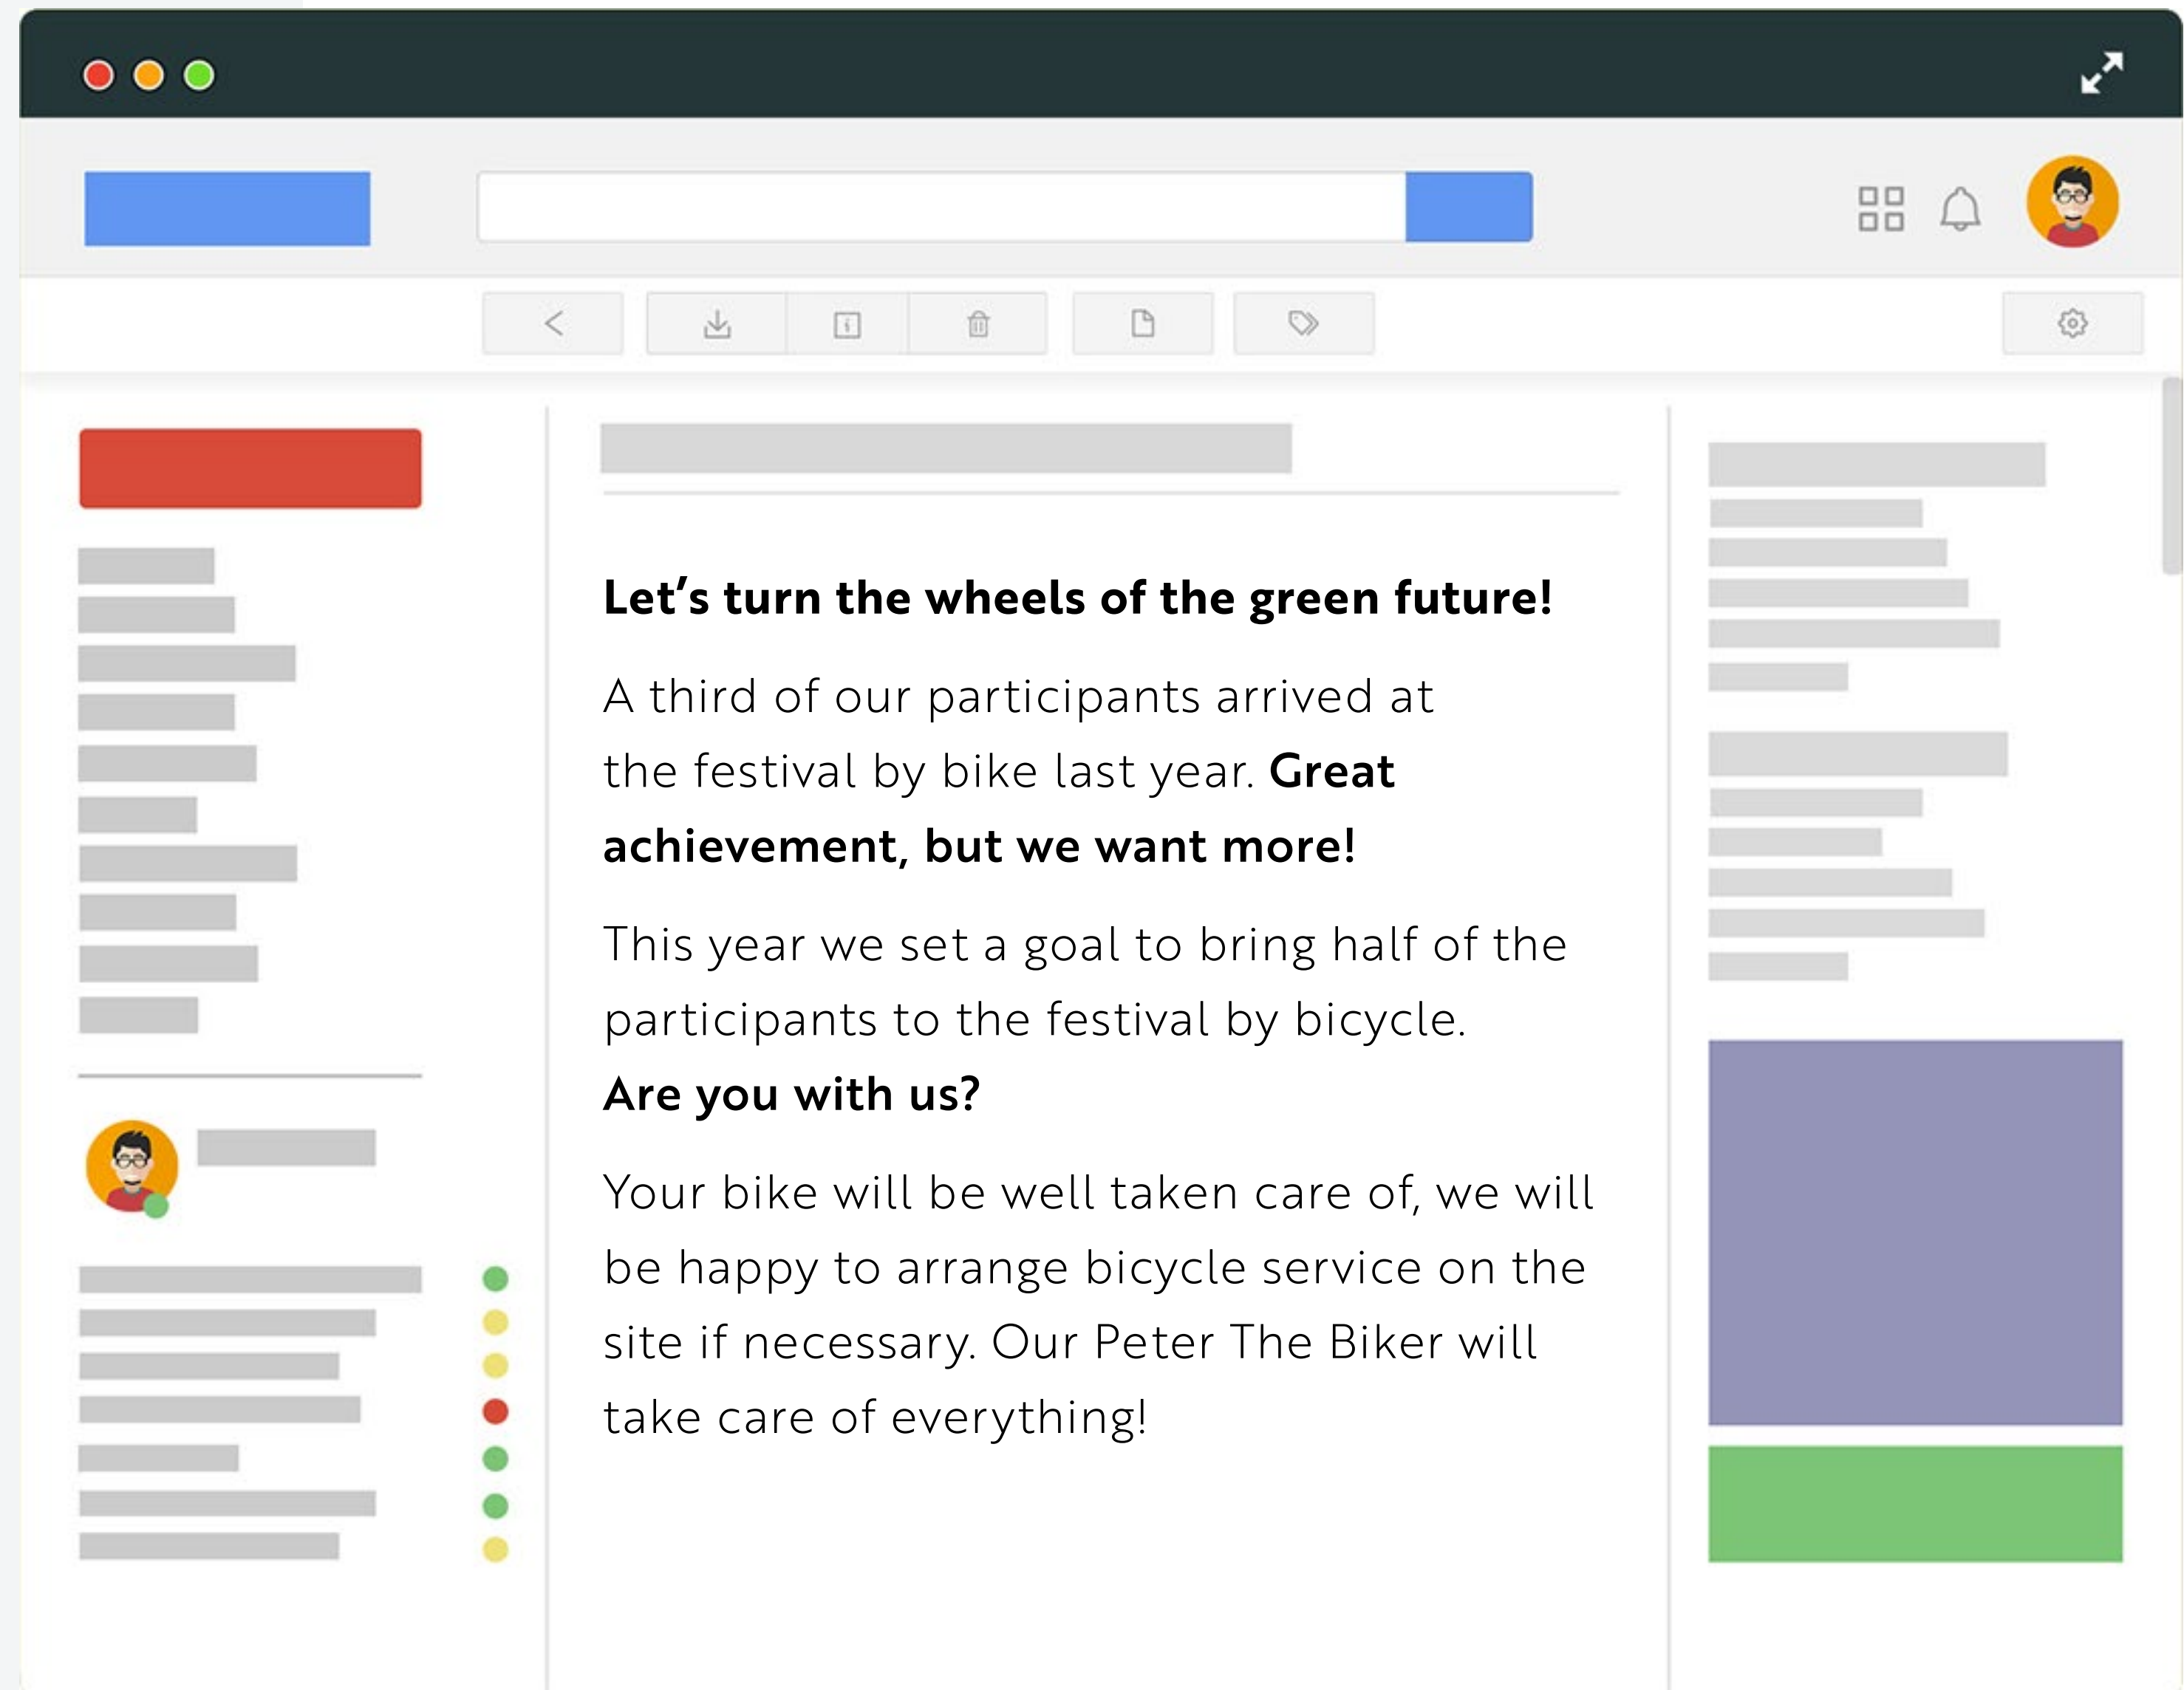 Let’s turn the wheels of the green future!
A third of our participants arrived at
the festival by bike last year. Great
achievement, but we want more!
This year we set a goal to bring half of the
participants to the festival by bicycle.
Are you with us?
Your bike will be well taken care of, we will
be happy to arrange bicycle service on the
site if necessary. Our Peter The Biker will
take care of everything!